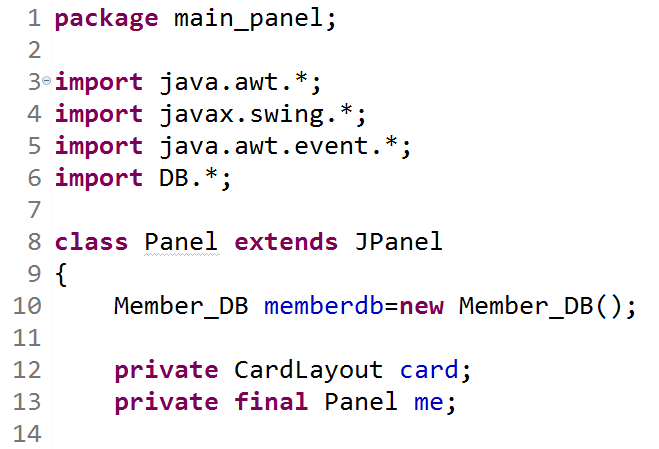 1 package main_panel;
2
3 import java.awt.*;
4 import javax.swing.*;
5 import java.awt.event.*;
6 import DB.*;
7
8 class Panel extends JPanel
9 {
10     Member_DB memberdb=new Member_DB();
11
12     private CardLayout card;
13     private final Panel me;
14